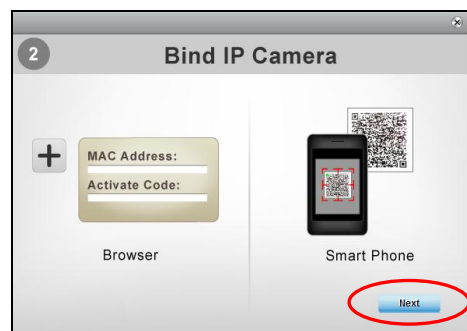 2
Bind IP Camera
MAC Address:
Activate Code:
Browser
Smart Phone
Next